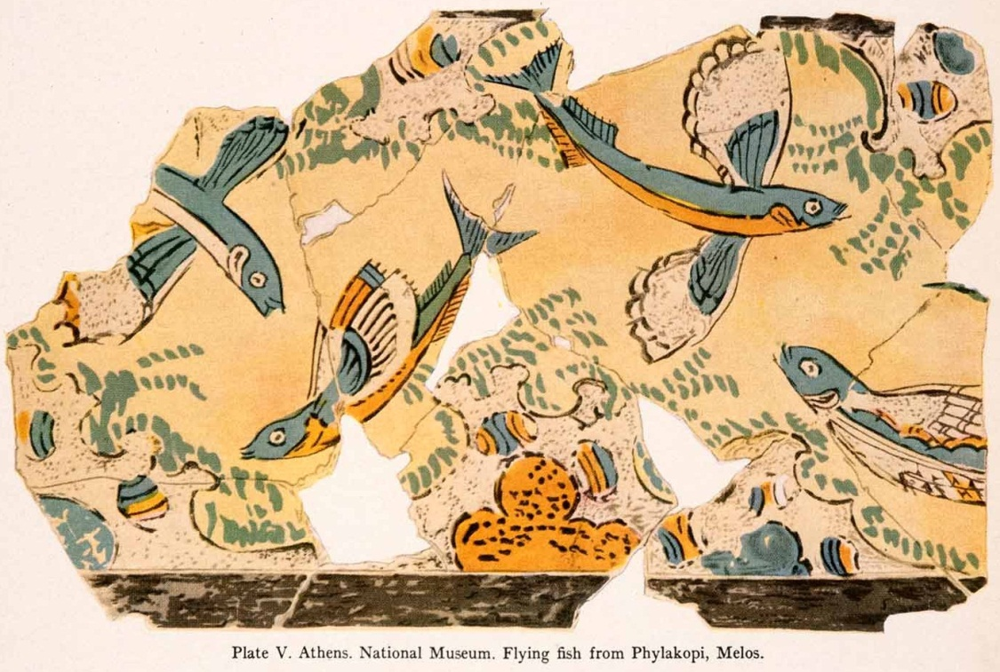 Plate V. Athens. National Museum. Flying fish from Phylakopi, Melos.